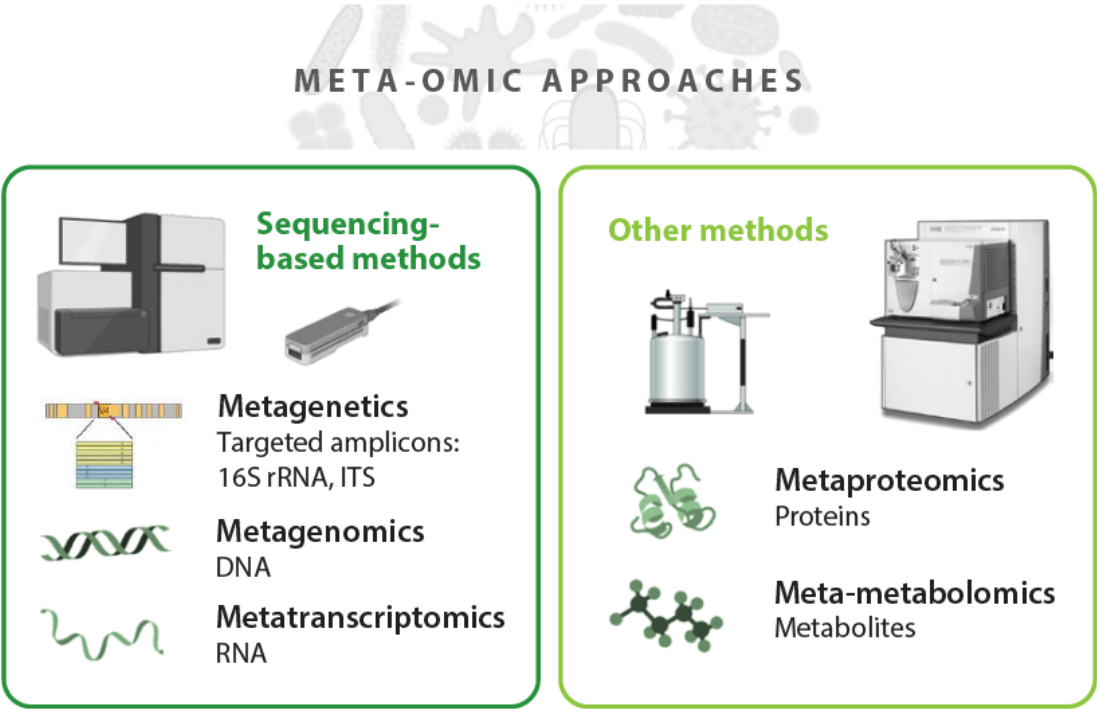 META-OMIC APPROACHES
Sequencing-
based methods
V4
Metagenetics
Targeted amplicons:
16S rRNA, ITS
Metagenomics
DNA
Metatranscriptomics
RNA
Other methods
Metaproteomics
Proteins
Meta-metabolomics
Metabolites